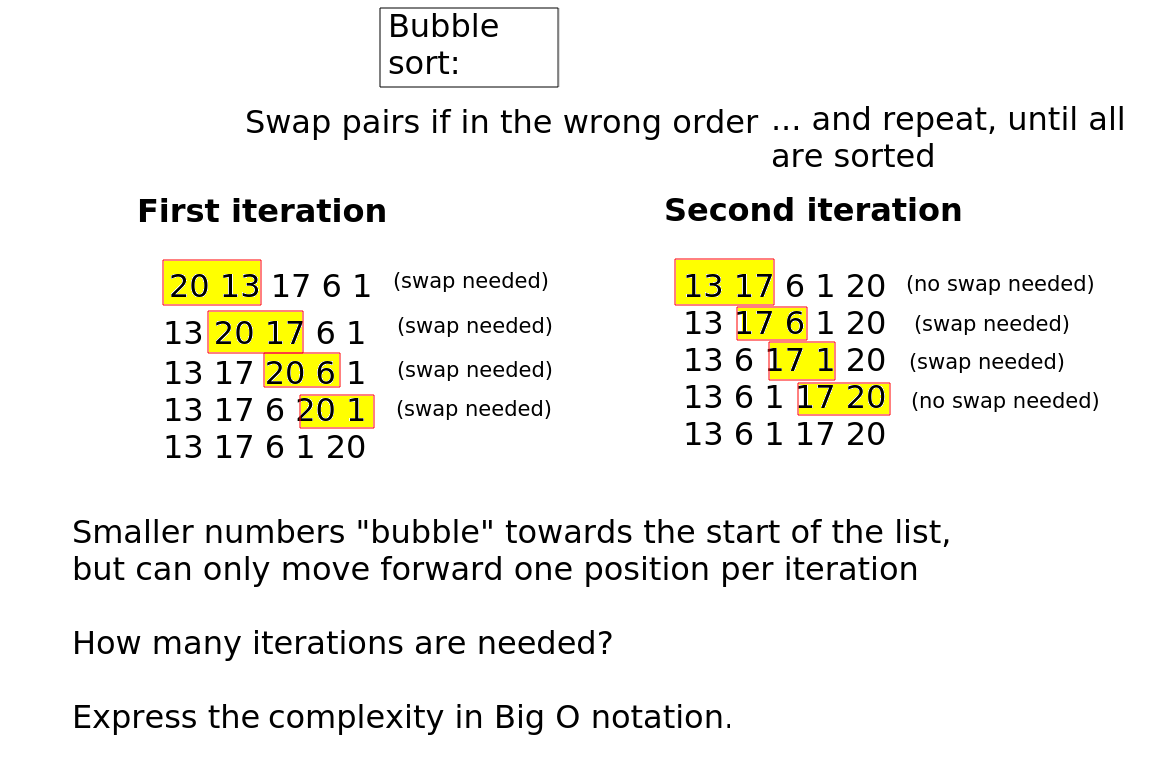 Bubble
sort:
Swap pairs if in the wrong order
... and repeat, until all
are sorted
First iteration
20 13 17 6 1 (swap needed)
13 20 17 6 1 (swap needed)
13 17 20 6 1 (swap needed)
13 17 6 20 1 (swap needed)
13 17 6 1 20
Second iteration
13 17 6 1 20 (no swap needed)
13 17 6 1 20 (swap needed)
13 6 17 1 20 (swap needed)
13 6 1 17 20 (no swap needed)
13 6 1 17 20
Smaller numbers "bubble" towards the start of the list,
but can only move forward one position per iteration
How many iterations are needed?
Express the complexity in Big O notation.